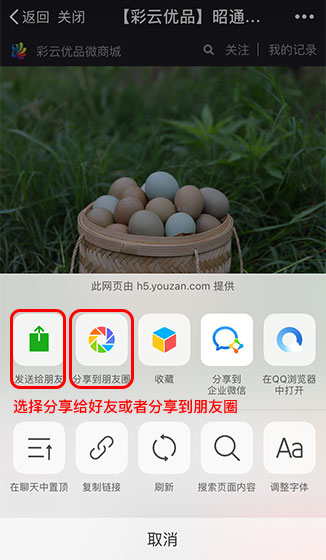 返回 关闭 【彩云优品】昭通... •••
彩云优品微商城 关注 | 我的记录
此网页由 h5.youzan.com 提供
发送给朋友 分享到朋友圈 收藏 分享到 在QQ浏览器
企业微信 中打开
选择分享给好友或者分享到朋友圈
在聊天中置顶 复制链接 刷新 搜索页面内容 调整字体
Aa
取消